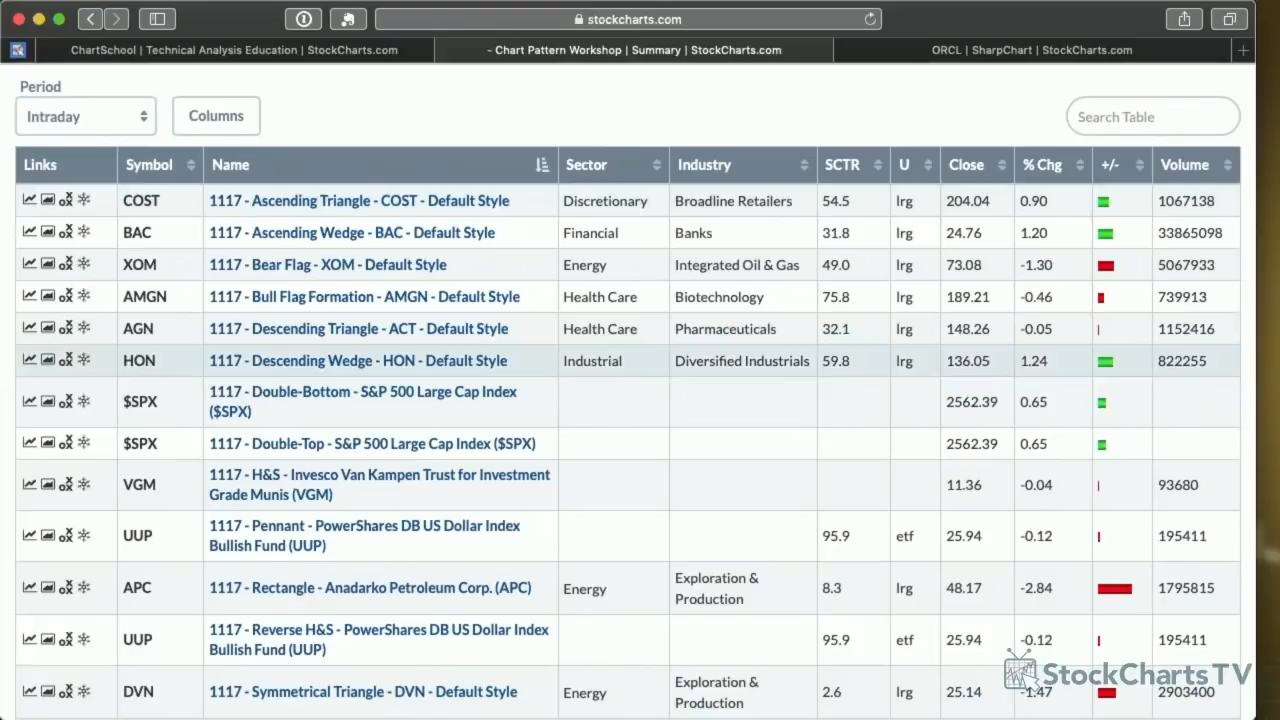 stockcharts.com
ChartSchool | Technical Analysis Education | StockCharts.com
- Chart Pattern Workshop | Summary | StockCharts.com
ORCL | SharpChart | StockCharts.com
Period
Intraday
Columns
Search Table
Links Symbol Name Sector Industry SCTR U Close % Chg +/- Volume
COST 1117 - Ascending Triangle - COST - Default Style Discretionary Broadline Retailers 54.5 lrg 204.04 0.90 1067138
BAC 1117 - Ascending Wedge - BAC - Default Style Financial Banks 31.8 lrg 24.76 1.20 33865098
XOM 1117 - Bear Flag - XOM - Default Style Energy Integrated Oil & Gas 49.0 lrg 73.08 -1.30 5067933
AMGN 1117 - Bull Flag Formation - AMGN - Default Style Health Care Biotechnology 75.8 lrg 189.21 -0.46 739913
AGN 1117 - Descending Triangle - ACT - Default Style Health Care Pharmaceuticals 32.1 lrg 148.26 -0.05 1152416
HON 1117 - Descending Wedge - HON - Default Style Industrial Diversified Industrials 59.8 lrg 136.05 1.24 822255
$SPX 1117 - Double-Bottom - S&P 500 Large Cap Index
($SPX) 2562.39 0.65
$SPX 1117 - Double-Top - S&P 500 Large Cap Index ($SPX) 2562.39 0.65
VGM 1117 - H&S - Invesco Van Kampen Trust for Investment
Grade Munis (VGM) 11.36 -0.04 93680
UUP 1117 - Pennant - PowerShares DB US Dollar Index
Bullish Fund (UUP) 95.9 etf 25.94 -0.12 195411
APC 1117 - Rectangle - Anadarko Petroleum Corp. (APC) Energy Exploration &
Production 8.3 lrg 48.17 -2.84 1795815
UUP 1117 - Reverse H&S - PowerShares DB US Dollar Index
Bullish Fund (UUP) 95.9 etf 25.94 -0.12 195411
DVN 1117 - Symmetrical Triangle - DVN - Default Style Energy Exploration &
Production 2.6 lrg 25.14 -1.47 2903400
StockChartsTV